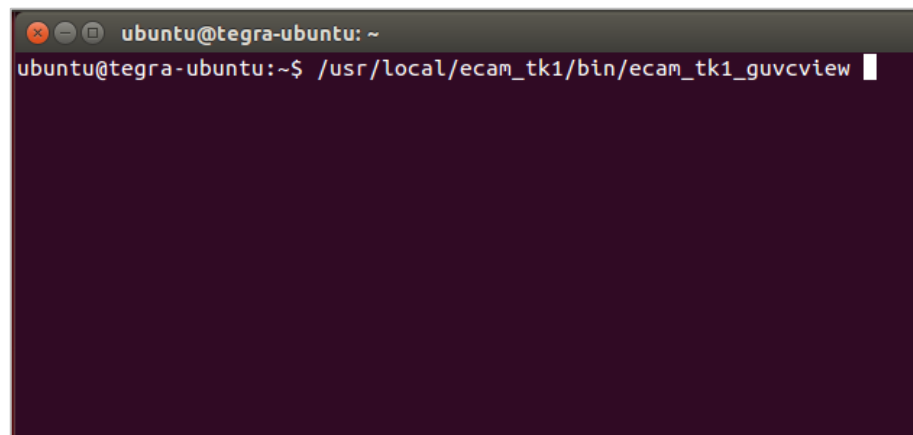 ubuntu@tegra-ubuntu: ~
ubuntu@tegra-ubuntu:~$ /usr/local/ecam_tk1/bin/ecam_tk1_guvcview